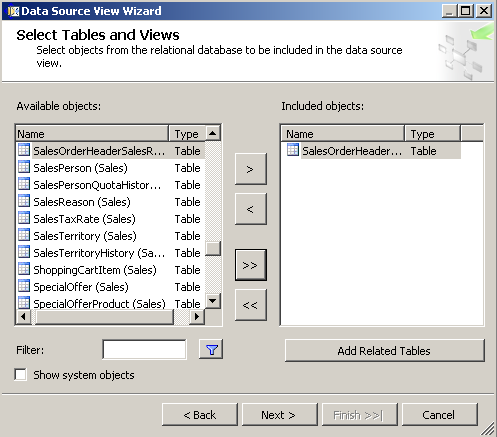 Data Source View Wizard
Select Tables and Views
Select objects from the relational database to be included in the data source
view.
Available objects:
Included objects:
Name Type
SalesOrderHeaderSalesR... Table
SalesPerson (Sales) Table
SalesPersonQuotaHistor... Table
SalesReason (Sales) Table
SalesTaxRate (Sales) Table
SalesTerritory (Sales) Table
SalesTerritoryHistory (Sa... Table
ShoppingCartItem (Sales) Table
SpecialOffer (Sales) Table
SpecialOfferProduct (Sales) Table
>
<
>>
<<
Name Type
SalesOrderHeader... Table
Filter:
Add Related Tables
Show system objects
< Back Next > Finish >>| Cancel